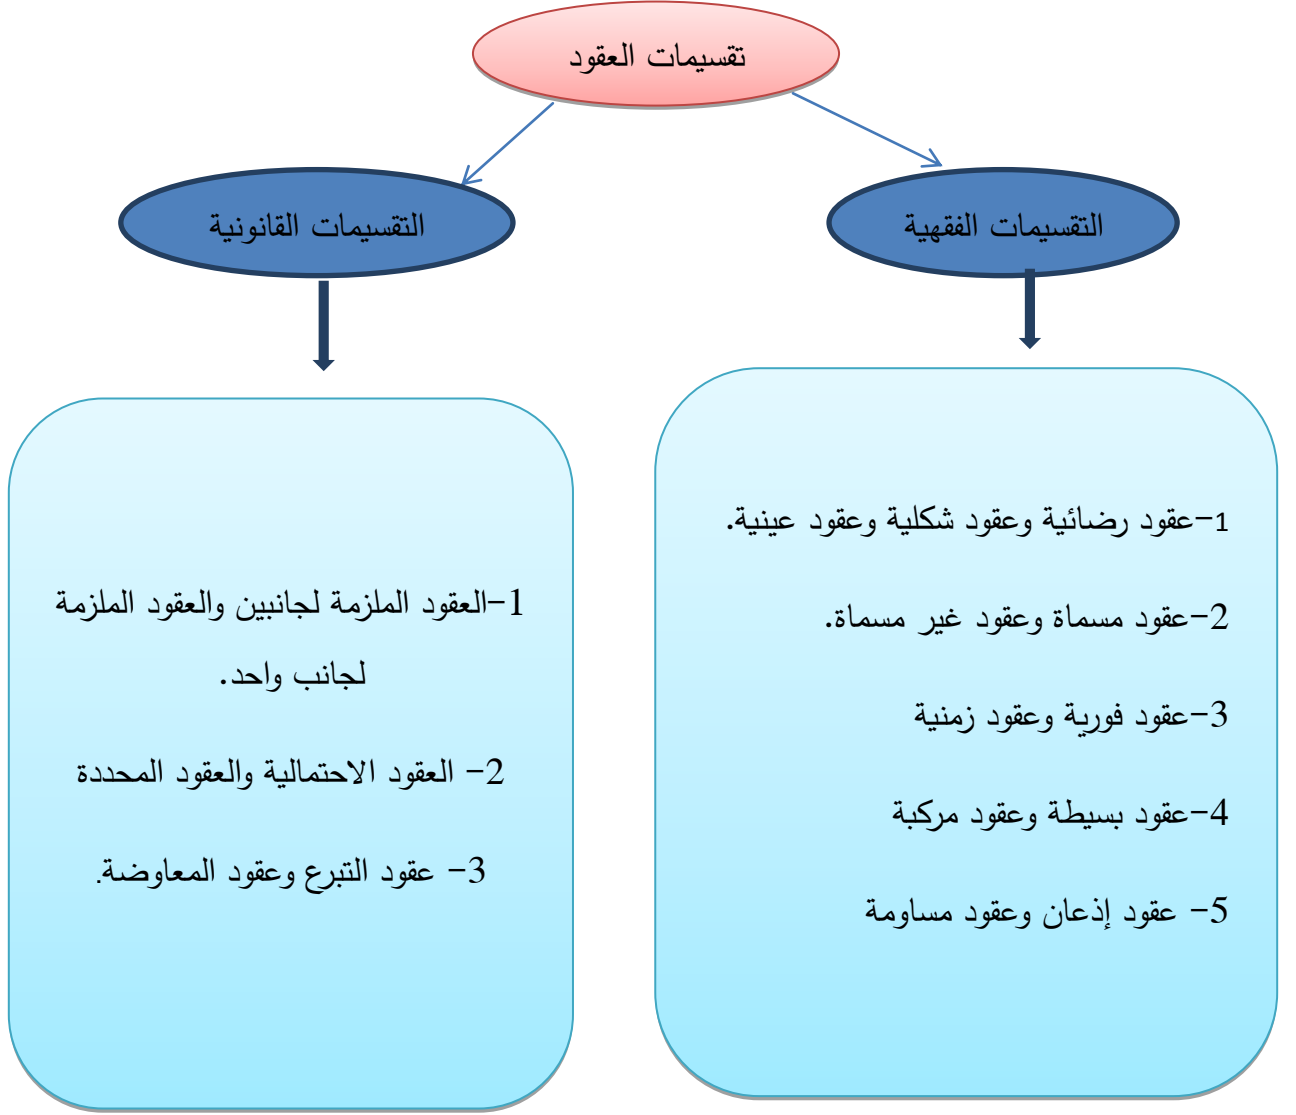 تقسيمات العقود
التقسيمات الفقهية
التقسيمات القانونية
1-عقود رضائية وعقود شكلية وعقود عينية.
2-عقود مسماة وعقود غير مسماة.
3-عقود فورية وعقود زمنية
4-عقود بسيطة وعقود مركبة
5- عقود إذعان وعقود مساومة
1-العقود الملزمة لجانبين والعقود الملزمة
لجانب واحد.
2- العقود الاحتمالية والعقود المحددة
3- عقود التبرع وعقود المعاوضة.